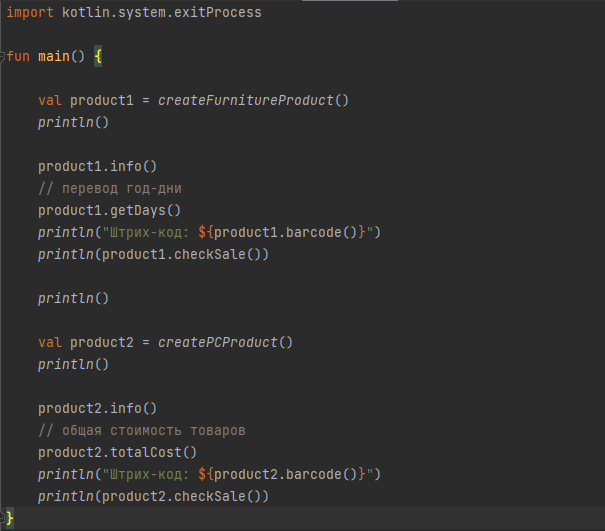 import kotlin.system.exitProcess
fun main() {
val product1 = createFurnitureProduct()
println()
product1.info()
// перевод год-дни
product1.getDays()
println("Штрих-код: ${product1.barcode()}")
println(product1.checkSale())
println()
val product2 = createPCProduct()
println()
product2.info()
// общая стоимость товаров
product2.totalCost()
println("Штрих-код: ${product2.barcode()}")
println(product2.checkSale())
}